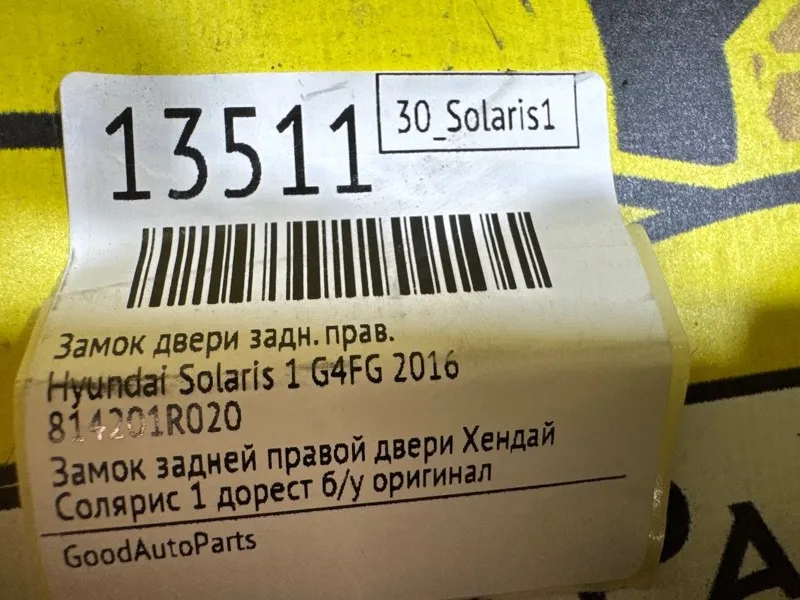 13511
30_Solaris1
Замок двери задн. прав.
Hyundai Solaris 1 G4FG 2016
814201R020
Замок задней правой двери Хендай
Солярис 1 дорест б/у оригинал
GoodAutoParts
РА